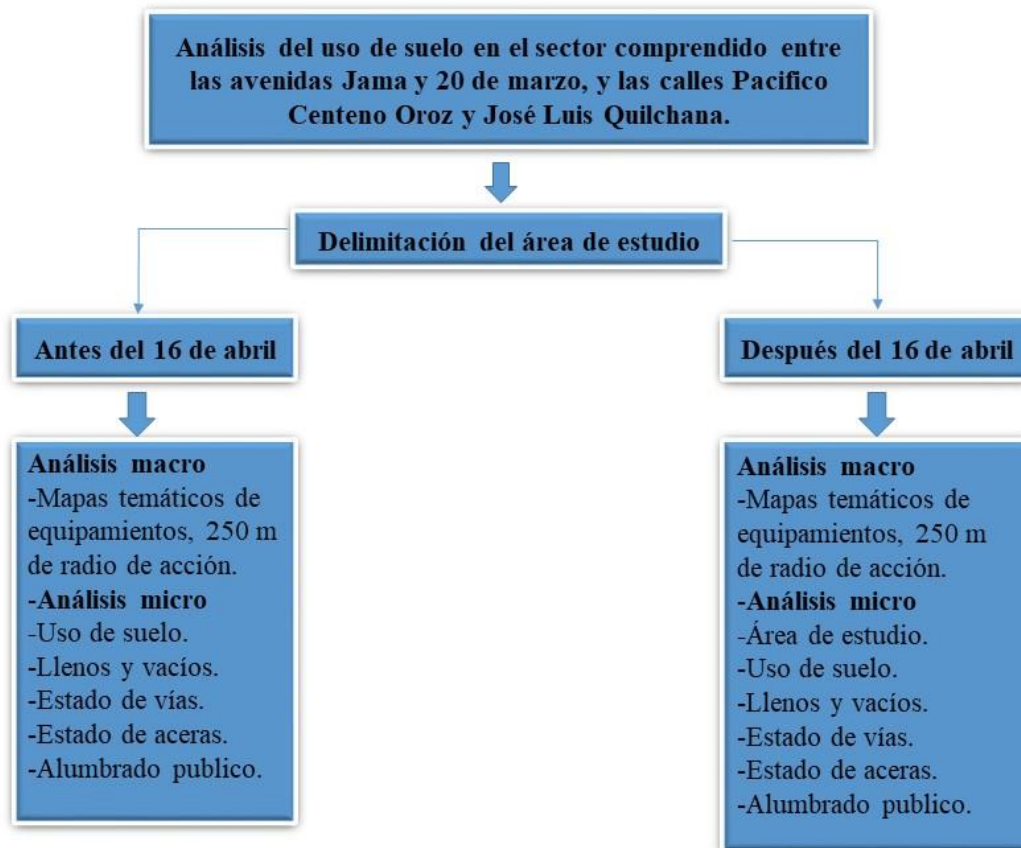 Análisis del uso de suelo en el sector comprendido entre
las avenidas Jama y 20 de marzo, y las calles Pacifico
Centeno Oroz y José Luis Quilchana.
Delimitación del área de estudio
Antes del 16 de abril
Después del 16 de abril
Análisis macro
-Mapas temáticos de
equipamientos, 250 m
de radio de acción.
-Análisis micro
-Uso de suelo.
-Llenos y vacíos.
-Estado de vías.
-Estado de aceras.
-Alumbrado publico.
Análisis macro
-Mapas temáticos de
equipamientos, 250 m
de radio de acción.
-Análisis micro
-Área de estudio.
-Uso de suelo.
-Llenos y vacíos.
-Estado de vías.
-Estado de aceras.
-Alumbrado publico.